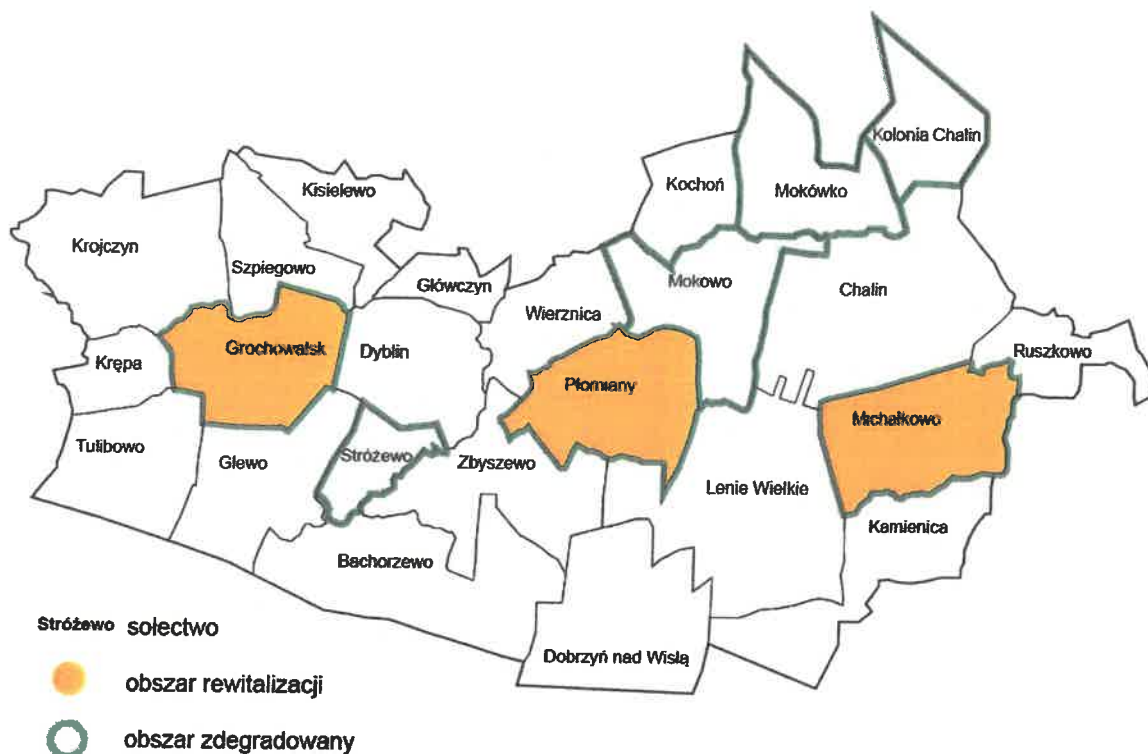 Kolonia Chalin
Kochoń
Mokówko
Kisielewo
Krojczyn
Szpiegowo
Główczyn
Mokowo
Chalin
Wierznica
Grochowalsk
Dyblin
Krępa
Ruszkowo
Płomiany
Michałkowo
Tulibowo
Glewo
Stróżewo
Zbyszewo
Lenie Wielkie
Kamienica
Bachorzewo
Dobrzyń nad Wisłą
Stróżewo sołectwo
obszar rewitalizacji
obszar zdegradowany